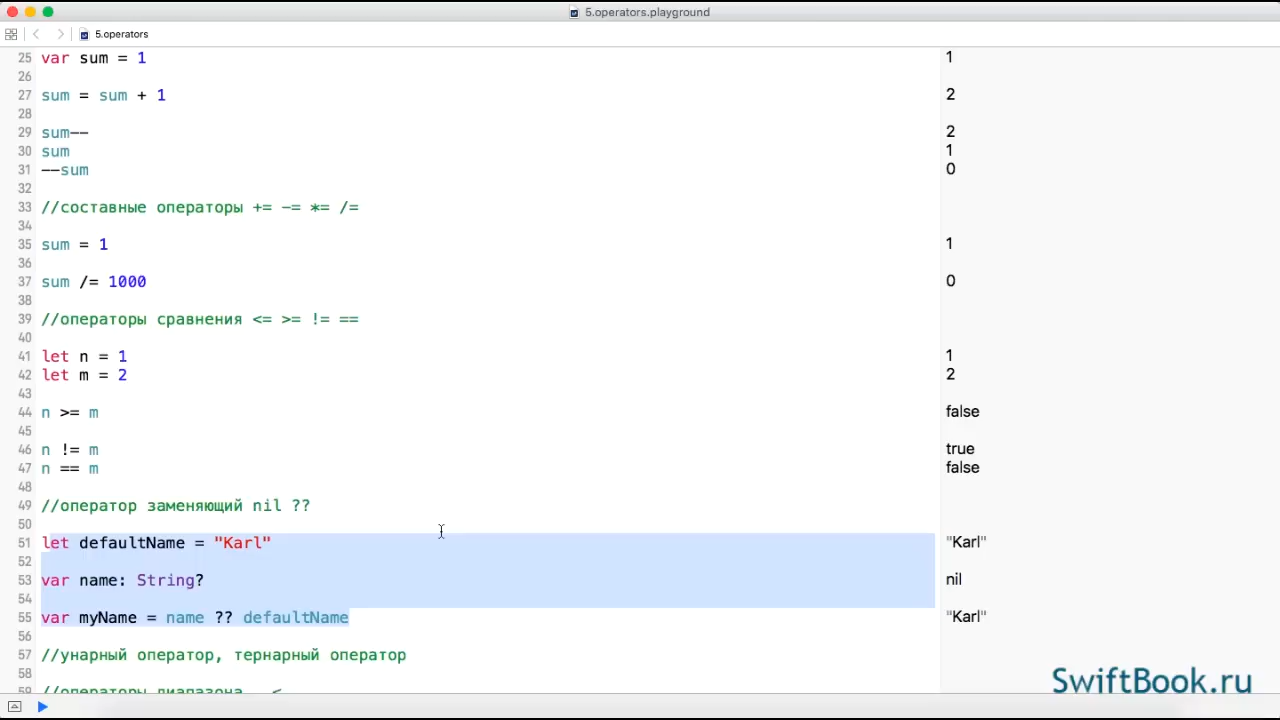 5.operators.playground
5.operators
25 var sum = 1 1
26
27 sum = sum + 1 2
28
29 sum-- 2
30 sum 1
31 --sum 0
32
33 //составные операторы += -= *= /=
34
35 sum = 1 1
36
37 sum /= 1000 0
38
39 //операторы сравнения <= >= != ==
40
41 let n = 1 1
42 let m = 2 2
43
44 n >= m false
45
46 n != m true
47 n == m false
48
49 //оператор заменяющий nil ??
50
51 let defaultName = "Karl" "Karl"
52
53 var name: String? nil
54
55 var myName = name ?? defaultName "Karl"
56
57 //унарный оператор, тернарный оператор
58
59 //операторы диапазона <
SwiftBook.ru